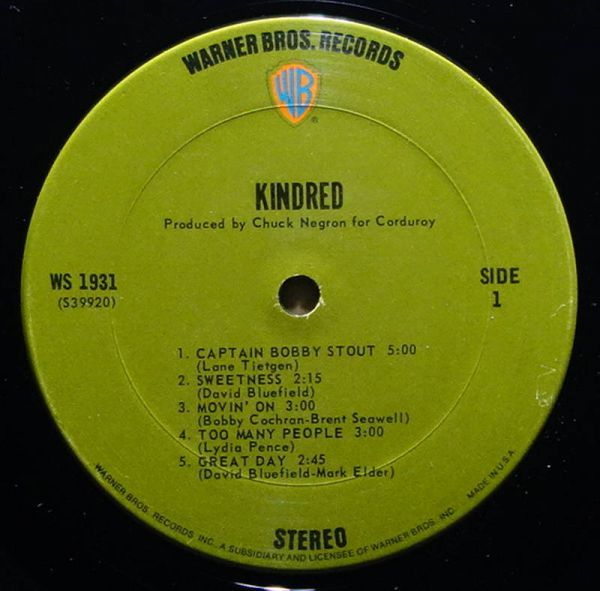 WARNER BROS. RECORDS
WB
®
KINDRED
Produced by Chuck Negron for Corduroy
WS 1931
(S39920)
SIDE
1
1. CAPTAIN BOBBY STOUT 5:00
(Lane Tietgen)
2. SWEETNESS 2:15
(David Bluefield)
3. MOVIN' ON 3:00
(Bobby Cochran-Brent Seawell)
4. TOO MANY PEOPLE 3:00
(Lydia Pence)
5. GREAT DAY 2:45
(David Bluefield-Mark Elder)
STEREO
WARNER BROS. RECORDS INC. A SUBSIDIARY AND LICENSEE OF WARNER BROS. INC. MADE IN U.S.A.